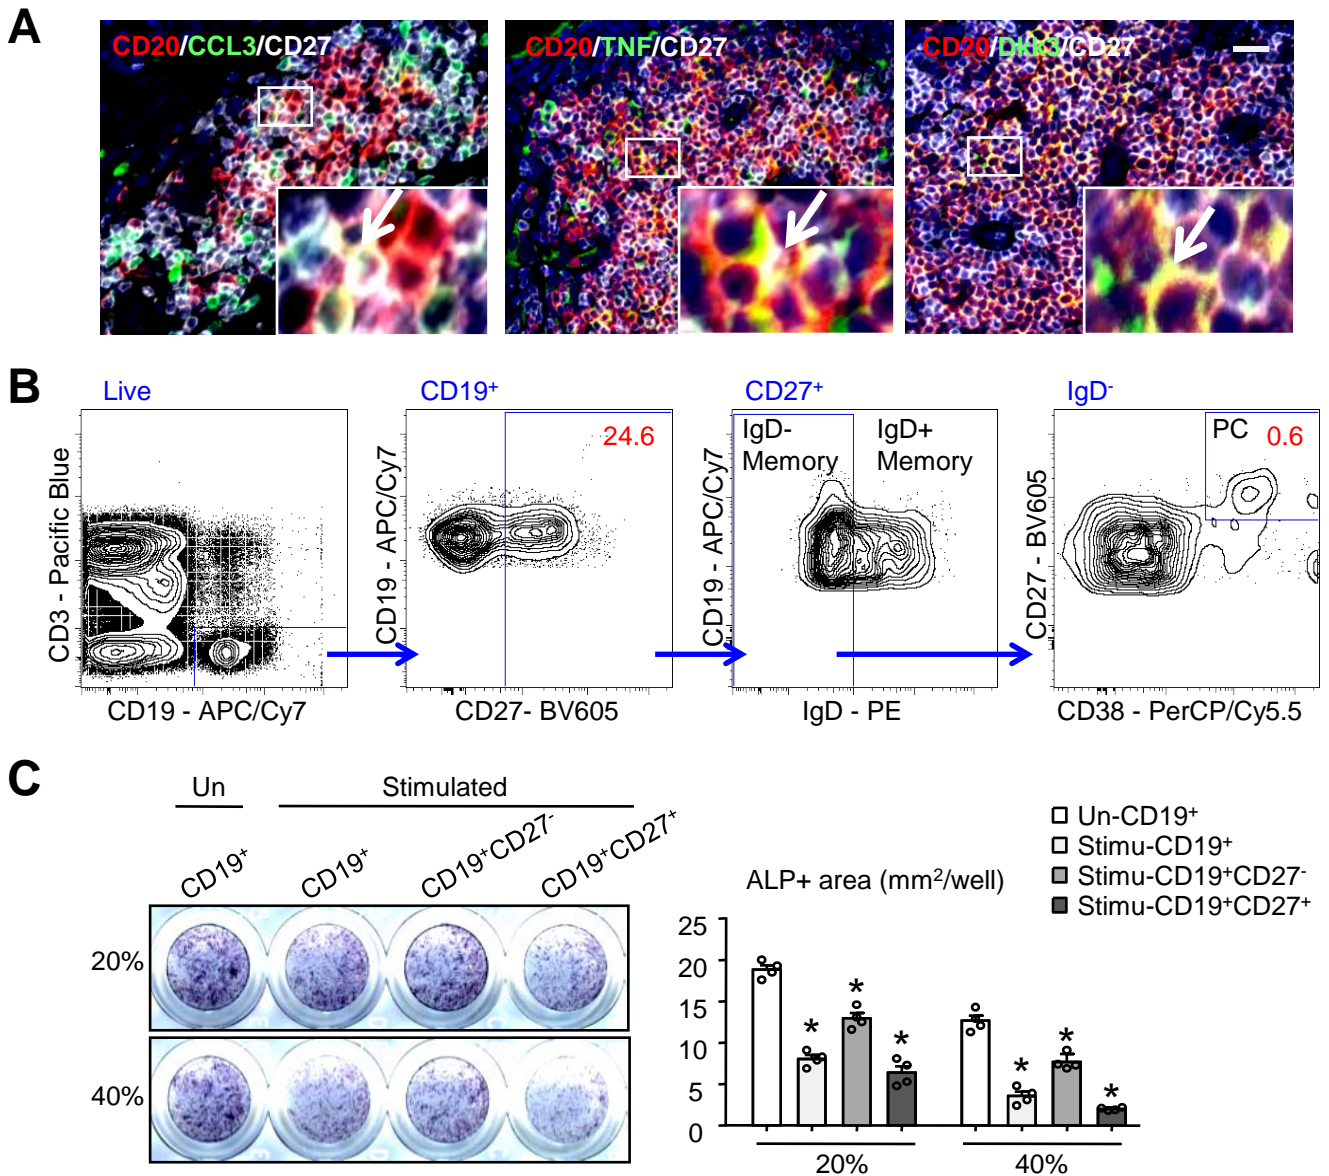 A
CD20/CCL3/CD27
CD20/TNF/CD27
CD20/Dkk3/CD27
B
Live
CD19+
CD27+
IgD-
24.6
IgD-
Memory
IgD+
Memory
PC
0.6
CD3 - Pacific Blue
CD19 - APC/Cy7
CD19 - APC/Cy7
CD27 - BV605
CD19 - APC/Cy7
CD27- BV605
IgD - PE
CD38 - PerCP/Cy5.5
C
Un
Stimulated
CD19+
CD19+
CD19+CD27-
CD19+CD27+
20%
40%
Un-CD19+
Stimu-CD19+
Stimu-CD19+CD27-
Stimu-CD19+CD27+
ALP+ area (mm2/well)
25
20
15
10
5
0
*
*
*
*
*
*
20%
40%